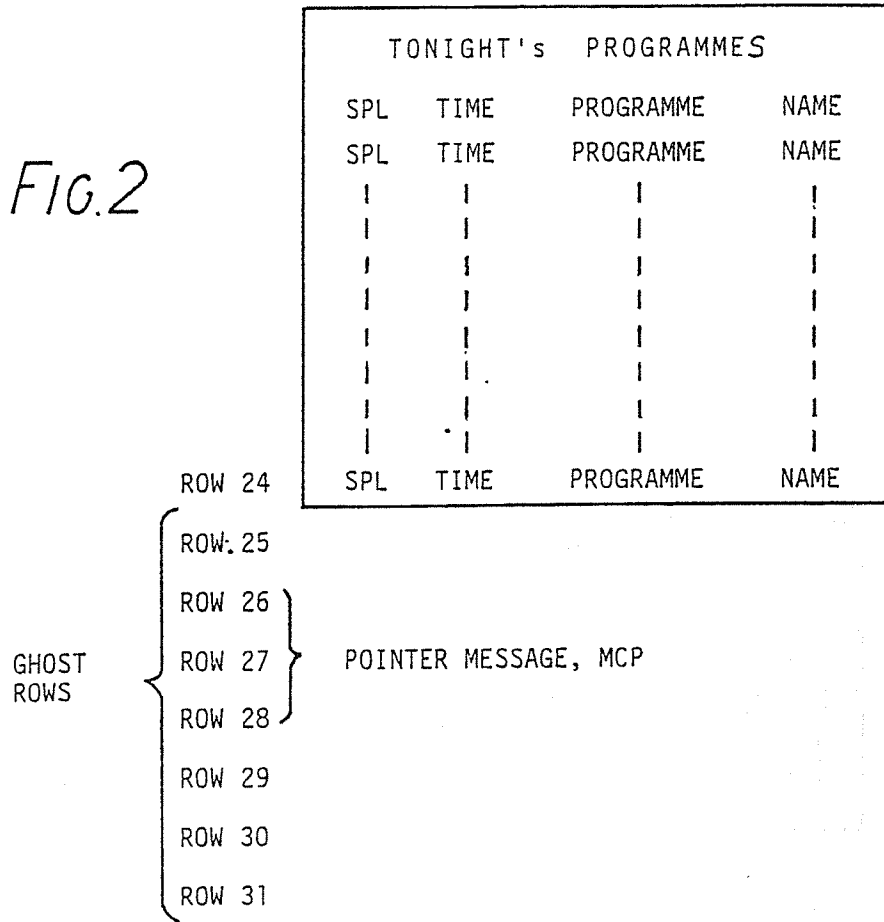 TONIGHT's PROGRAMMES
SPL TIME PROGRAMME NAME
SPL TIME PROGRAMME NAME
FIG.2
ROW 24 SPL TIME PROGRAMME NAME
ROW 25
ROW 26
GHOST ROWS
ROW 27 POINTER MESSAGE, MCP
ROW 28
ROW 29
ROW 30
ROW 31